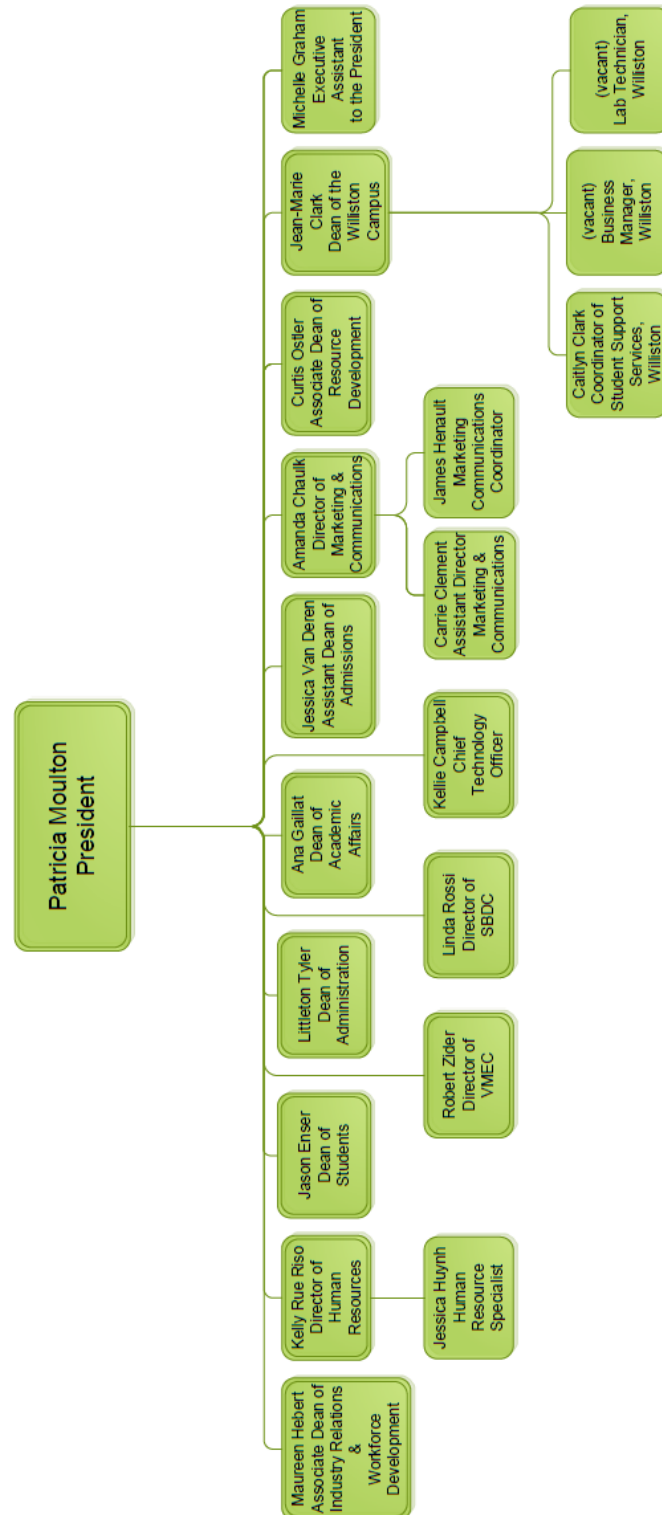 Patricia Moulton
President
Maureen Hebert
Associate Dean of
Industry Relations
&
Workforce
Development
Kelly Rue Riso
Director of
Human
Resources
Jason Enser
Dean of
Students
Littleton Tyler
Dean of
Administration
Ana Gaillat
Dean of
Academic
Affairs
Jessica Van Deren
Assistant Dean of
Admissions
Amanda Chaulk
Director of
Marketing &
Communications
Curtis Ostler
Associate Dean of
Resource
Development
Jean-Marie
Clark
Dean of the
Williston
Campus
Michelle Graham
Executive
Assistant
to the President
Jessica Huynh
Human
Resource
Specialist
Robert Zider
Director of
VMEC
Linda Rossi
Director of
SBDC
Kellie Campbell
Chief
Technology
Officer
Carrie Clement
Assistant Director
Marketing &
Communications
James Henault
Marketing
Communications
Coordinator
Caitlyn Clark
Coordinator of
Student Support
Services,
Williston
(vacant)
Business
Manager,
Williston
(vacant)
Lab Technician,
Williston